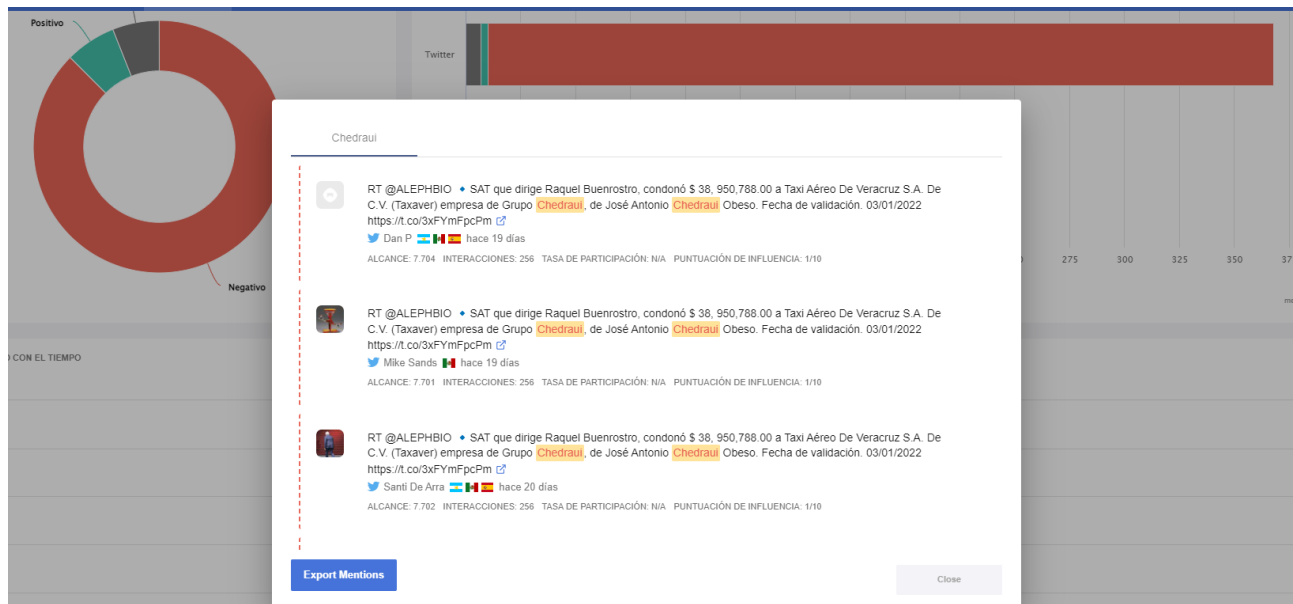 Positivo
Twitter
Negativo
275 300 325 350 37
O CON EL TIEMPO
Chedraui
RT @ALEPHBIO 🔹 SAT que dirige Raquel Buenrostro, condonó $ 38, 950,788.00 a Taxi Aéreo De Veracruz S.A. De
C.V. (Taxaver) empresa de Grupo Chedraui, de José Antonio Chedraui Obeso. Fecha de validación. 03/01/2022
https://t.co/3xFYmFpcPm
Dan P hace 19 días
ALCANCE: 7.704 INTERACCIONES: 256 TASA DE PARTICIPACIÓN: N/A PUNTUACIÓN DE INFLUENCIA: 1/10
RT @ALEPHBIO 🔹 SAT que dirige Raquel Buenrostro, condonó $ 38, 950,788.00 a Taxi Aéreo De Veracruz S.A. De
C.V. (Taxaver) empresa de Grupo Chedraui, de José Antonio Chedraui Obeso. Fecha de validación. 03/01/2022
https://t.co/3xFYmFpcPm
Mike Sands hace 19 días
ALCANCE: 7.701 INTERACCIONES: 256 TASA DE PARTICIPACIÓN: N/A PUNTUACIÓN DE INFLUENCIA: 1/10
RT @ALEPHBIO 🔹 SAT que dirige Raquel Buenrostro, condonó $ 38, 950,788.00 a Taxi Aéreo De Veracruz S.A. De
C.V. (Taxaver) empresa de Grupo Chedraui, de José Antonio Chedraui Obeso. Fecha de validación. 03/01/2022
https://t.co/3xFYmFpcPm
Santi De Arra hace 20 días
ALCANCE: 7.702 INTERACCIONES: 256 TASA DE PARTICIPACIÓN: N/A PUNTUACIÓN DE INFLUENCIA: 1/10
Export Mentions
Close